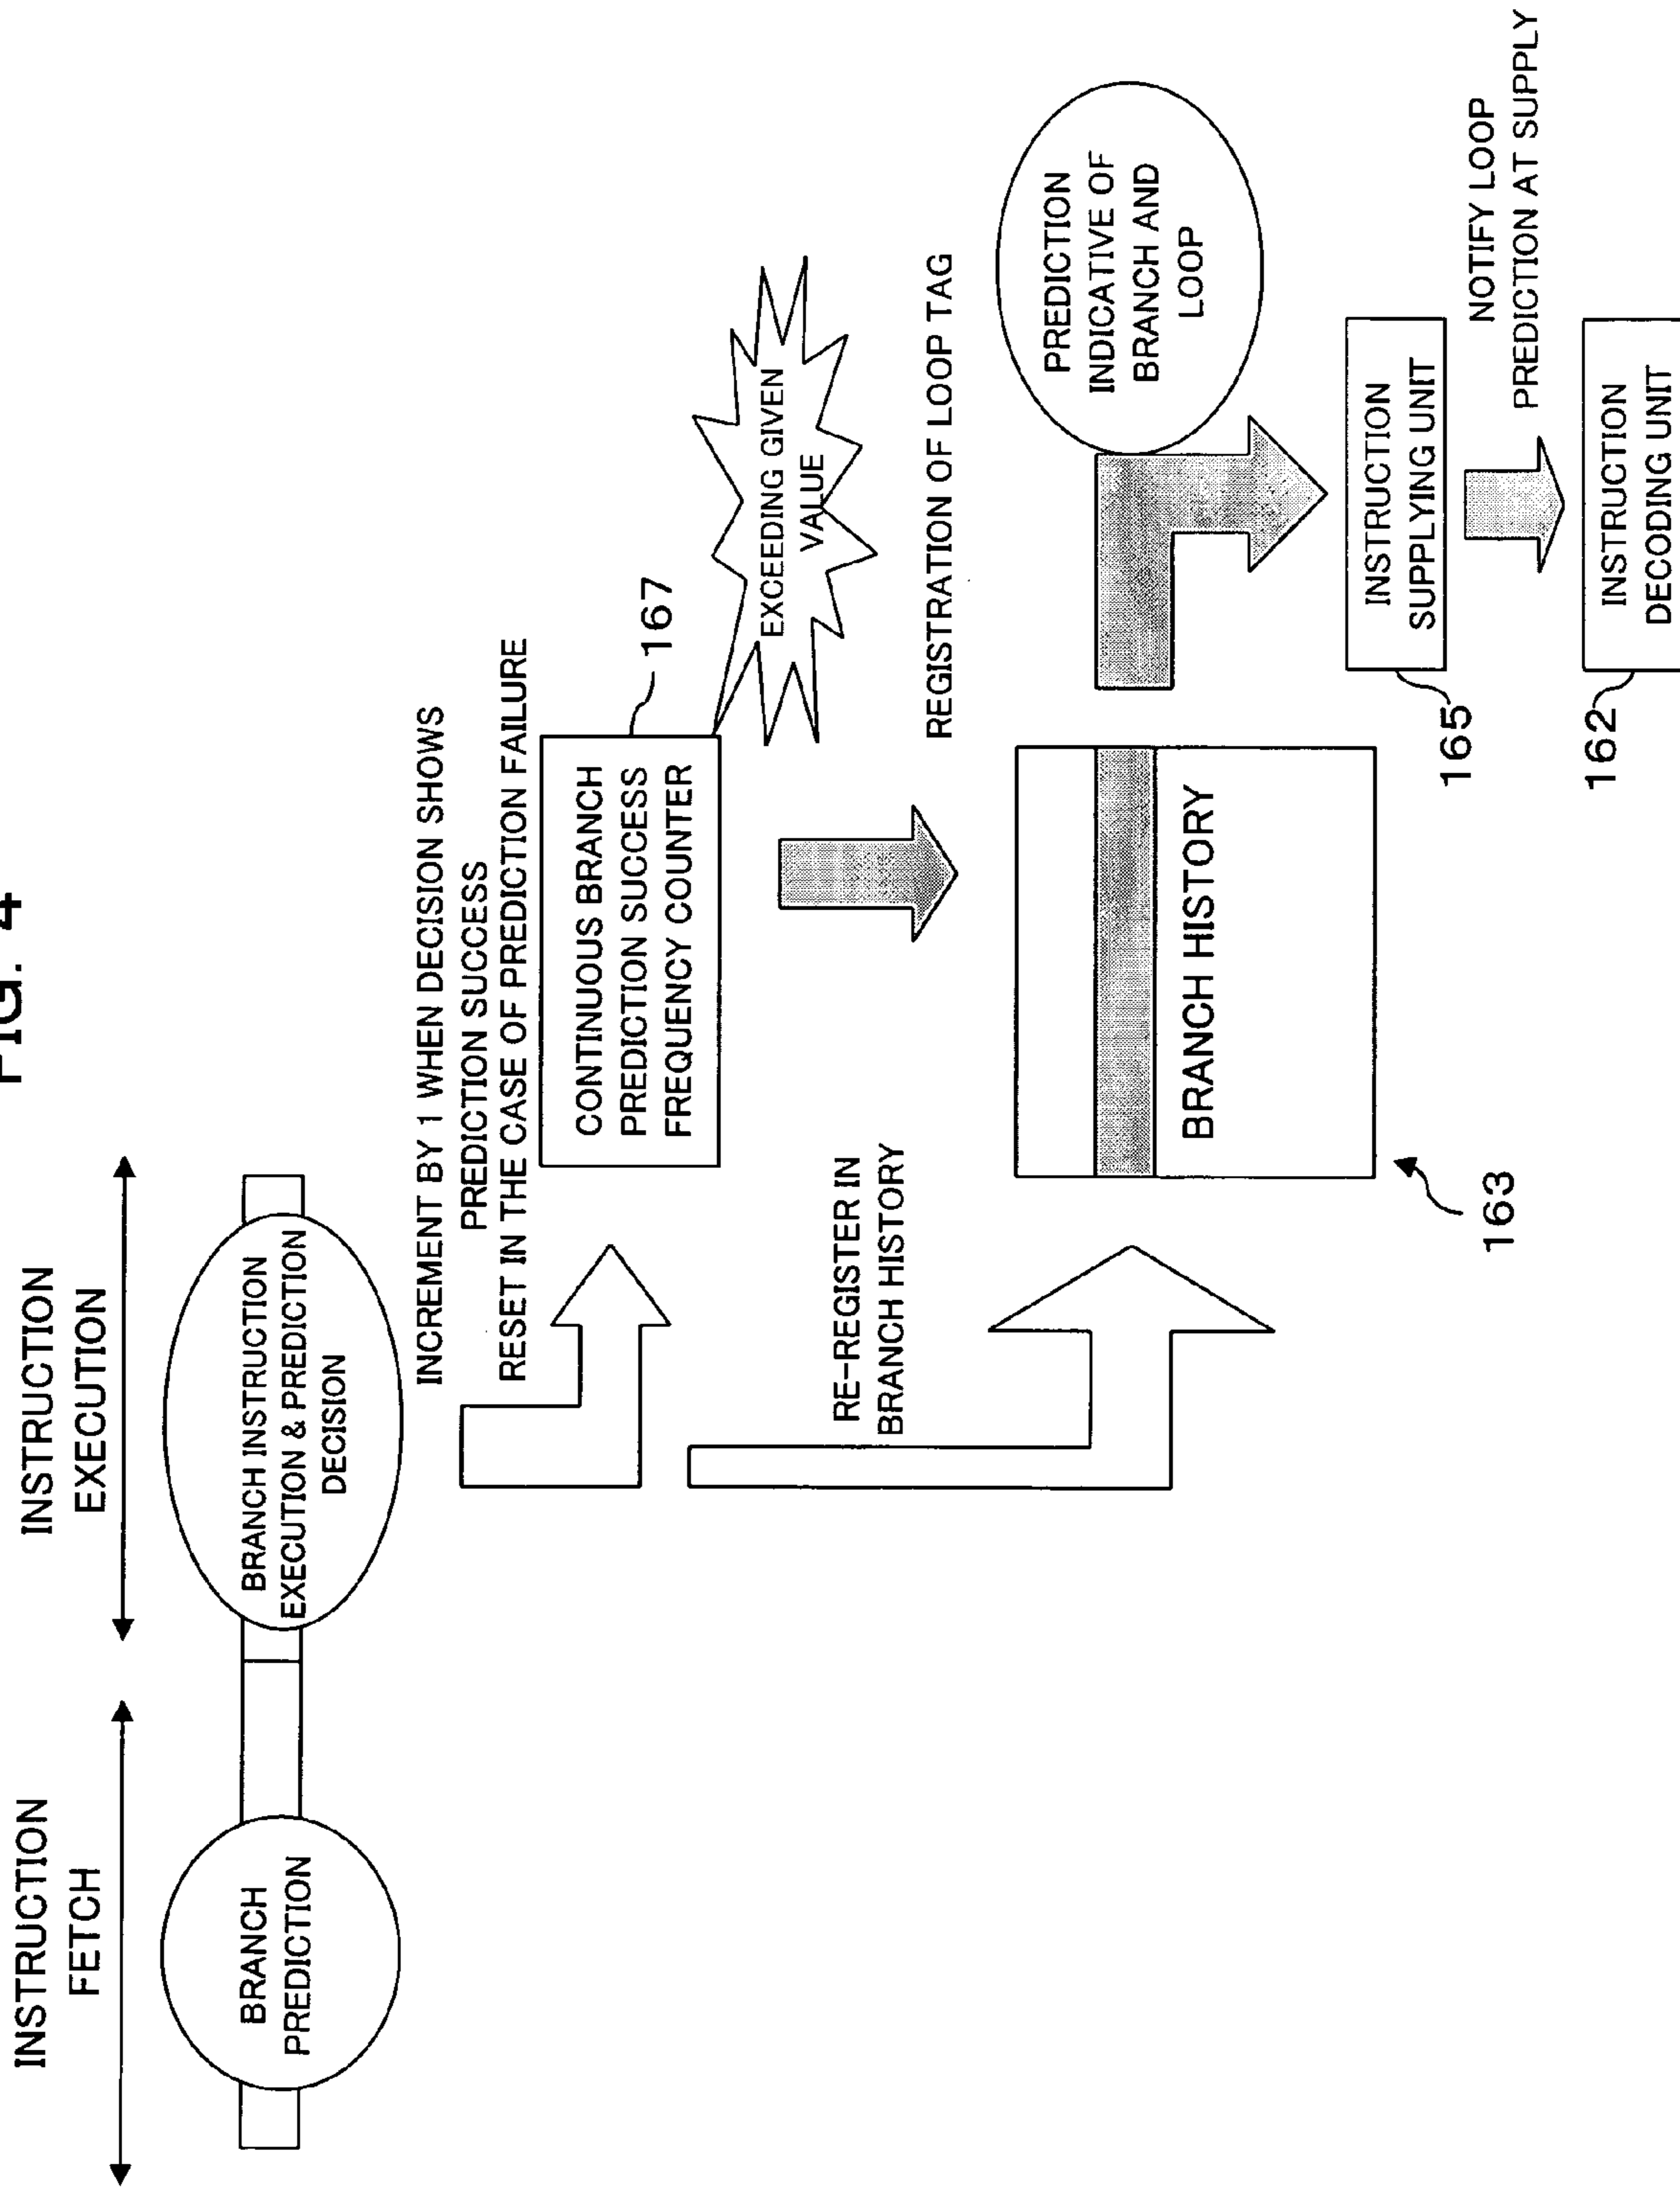 FIG. 4
INSTRUCTION
FETCH
INSTRUCTION
EXECUTION
BRANCH
PREDICTION
BRANCH INSTRUCTION
EXECUTION & PREDICTION
DECISION
INCREMENT BY 1 WHEN DECISION SHOWS
PREDICTION SUCCESS
RESET IN THE CASE OF PREDICTION FAILURE
CONTINUOUS BRANCH
PREDICTION SUCCESS
FREQUENCY COUNTER
167
EXCEEDING GIVEN
VALUE
RE-REGISTER IN
BRANCH HISTORY
REGISTRATION OF LOOP TAG
BRANCH HISTORY
163
PREDICTION
INDICATIVE OF
BRANCH AND
LOOP
INSTRUCTION
SUPPLYING UNIT
165
NOTIFY LOOP
PREDICTION AT SUPPLY
INSTRUCTION
DECODING UNIT
162